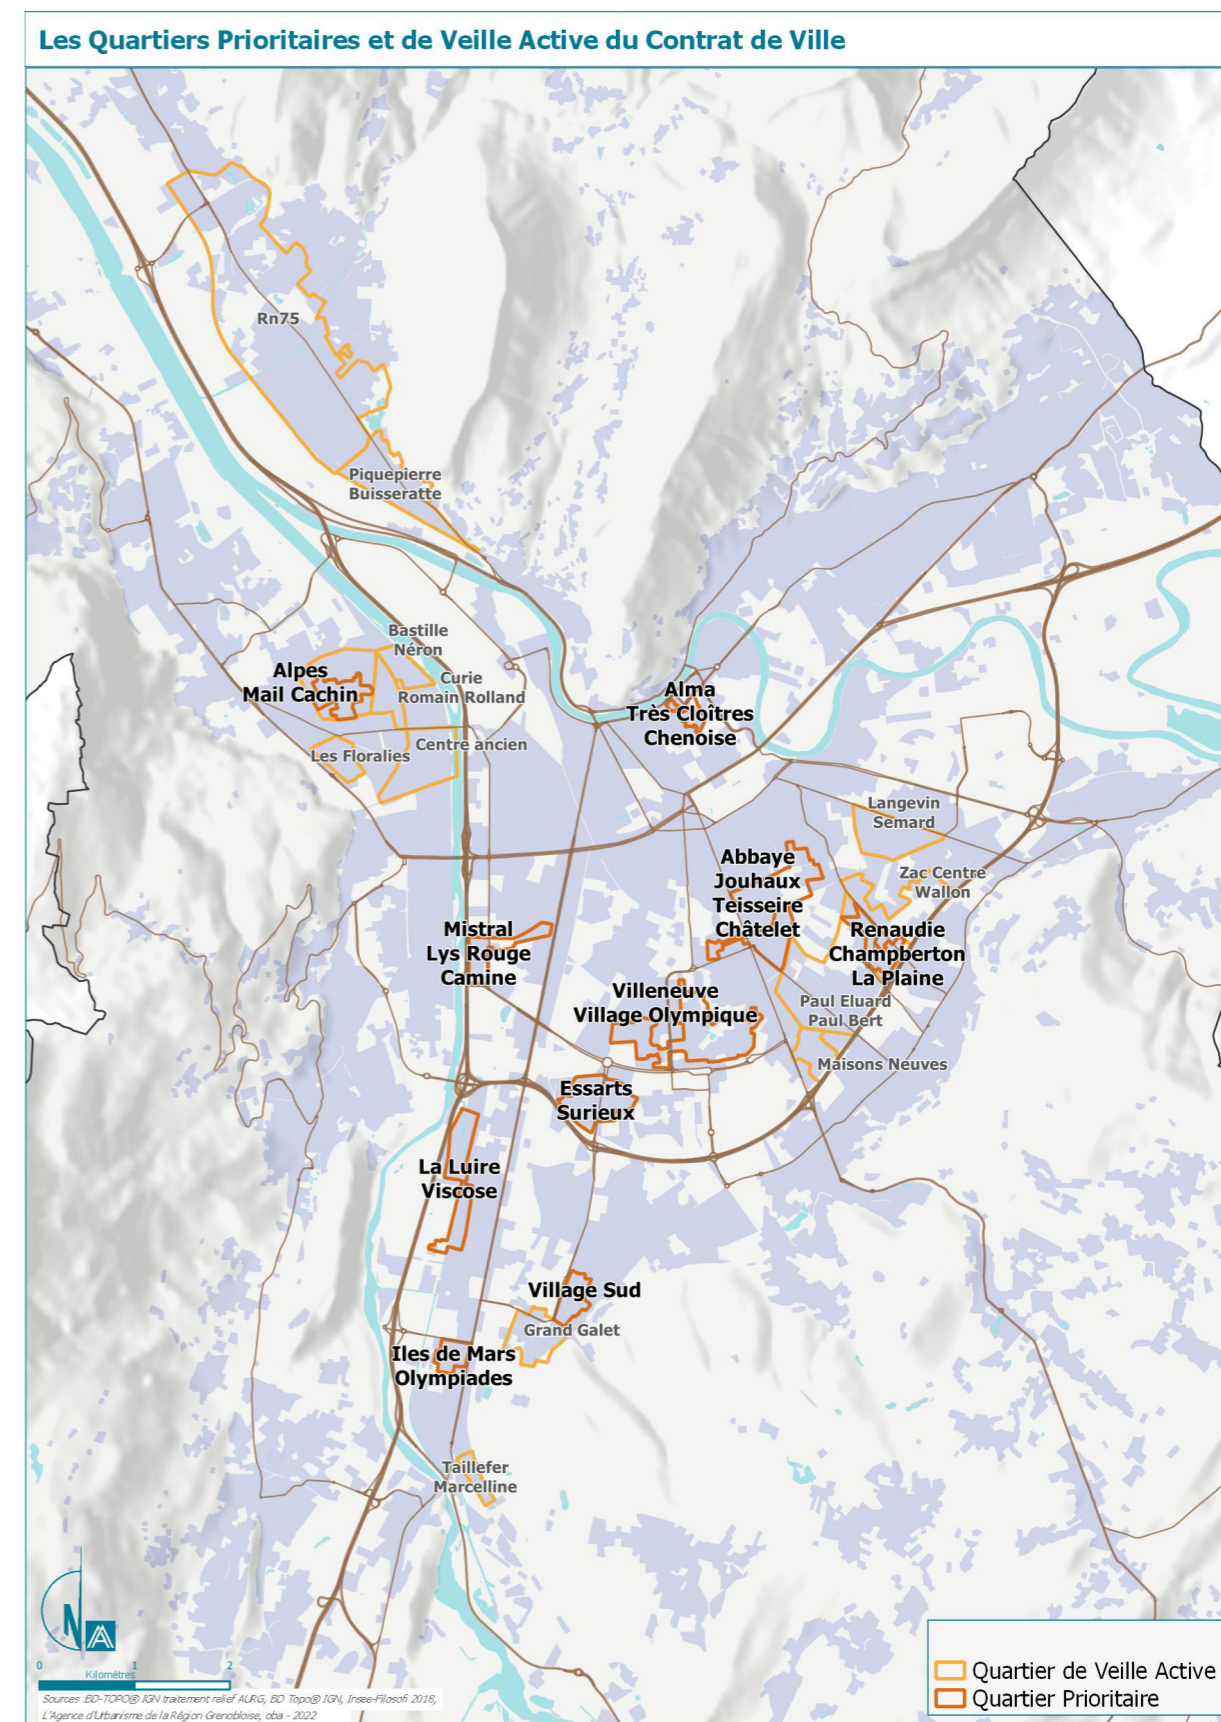 Les Quartiers Prioritaires et de Veille Active du Contrat de Ville
Rn75
Piquepierre
Buisseratte
Bastille
Néron
Alpes
Mail Cachin
Curie
Romain Rolland
Alma
Très Cloîtres
Chenoise
Les Floralies
Centre ancien
Langevin
Semard
Abbaye
Jouhaux
Teisseire
Châtelet
Zac Centre
Wallon
Mistral
Lys Rouge
Camine
Renaudie
Champberton
La Plaine
Villeneuve
Village Olympique
Paul Eluard
Paul Bert
Maisons Neuves
Essarts
Surieux
La Luire
Viscose
Village Sud
Grand Galet
Iles de Mars
Olympiades
Taillefer
Marcelline
N
0 1 2
Kilomètres
Sources :BD-TOPO® IGN traitement relief AURG, BD Topo® IGN, Insee-Filosofi 2018,
L'Agence d'Urbanisme de la Région Grenobloise, oba - 2022
Quartier de Veille Active
Quartier Prioritaire